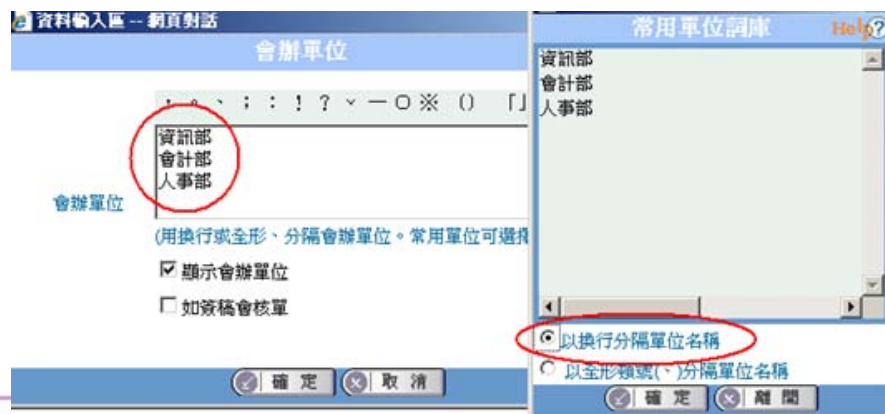 資料輸入區 -- 網頁對話
會辦單位
，。、；：！？ˇ—○※（）「」
資訊部
會計部
人事部
會辦單位
(用換行或全形、分隔會辦單位。常用單位可選擇
顯示會辦單位
如簽稿會核單
確 定
取 消
常用單位詞庫
Help?
資訊部
會計部
人事部
以換行分隔單位名稱
以全形頓號(、)分隔單位名稱
確 定
離 開